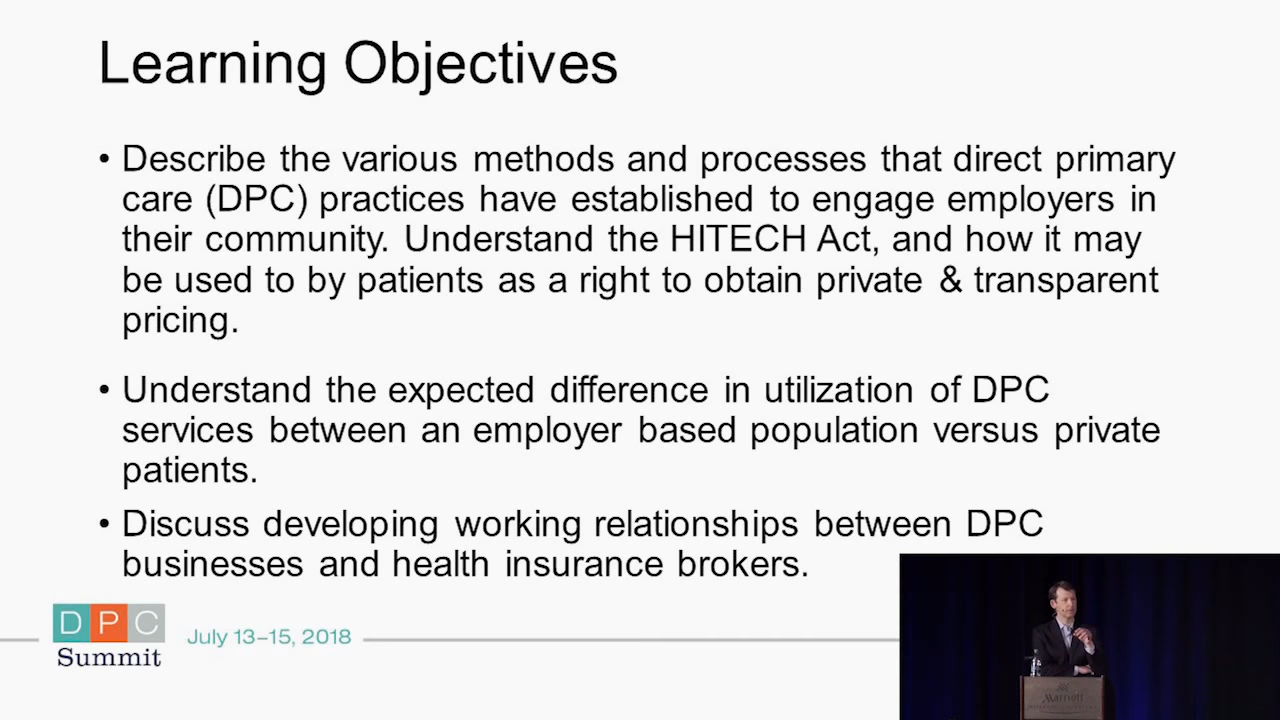 Learning Objectives
• Describe the various methods and processes that direct primary
care (DPC) practices have established to engage employers in
their community. Understand the HITECH Act, and how it may
be used to by patients as a right to obtain private & transparent
pricing.
• Understand the expected difference in utilization of DPC
services between an employer based population versus private
patients.
• Discuss developing working relationships between DPC
businesses and health insurance brokers.
DPC
Summit
July 13–15, 2018
Marriott